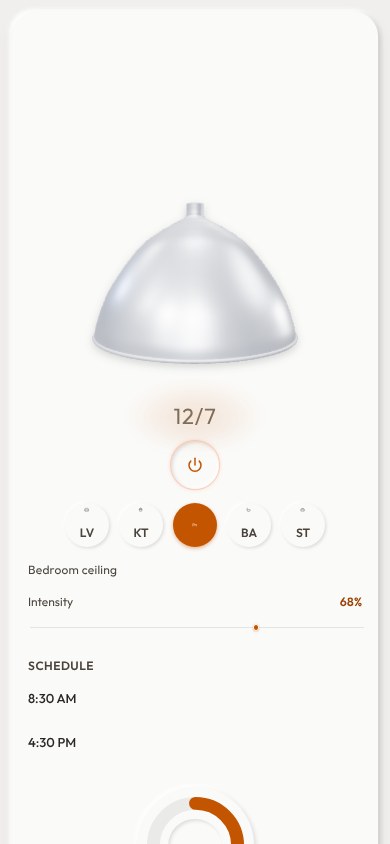 12/7
LV KT BA ST
Bedroom ceiling
Intensity 68%
SCHEDULE
8:30 AM
4:30 PM